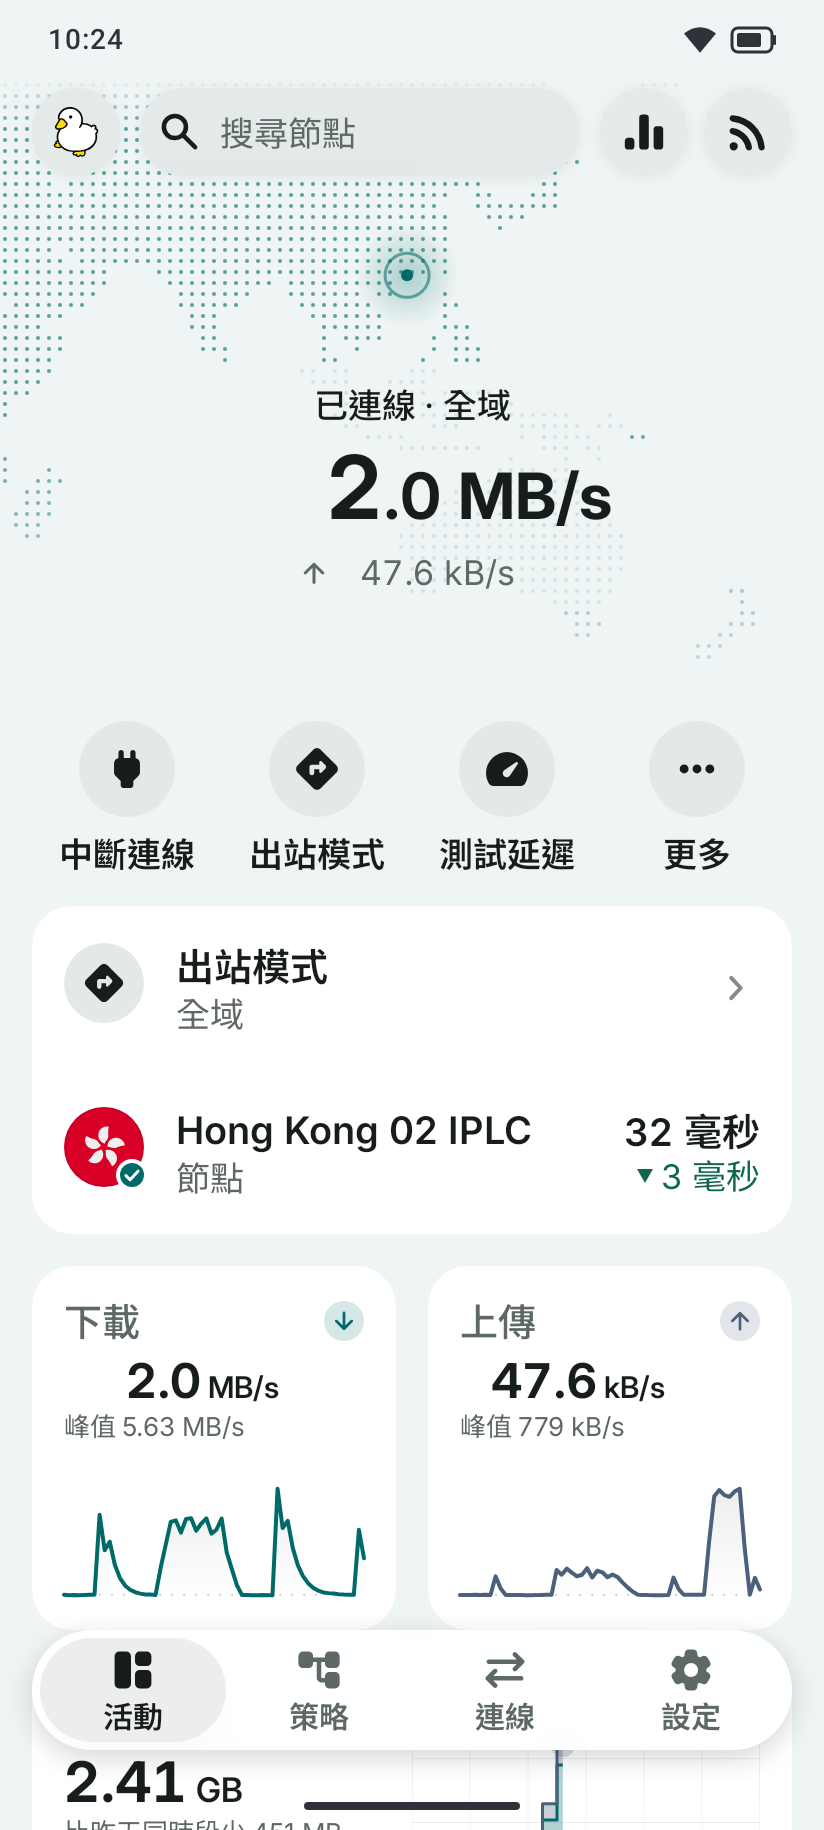 10:24
搜尋節點
已連線 · 全域
2.0 MB/s
↑ 47.6 kB/s
中斷連線
出站模式
測試延遲
更多
出站模式
全域
Hong Kong 02 IPLC
32 毫秒
節點
▼3 毫秒
下載
2.0 MB/s
峰值 5.63 MB/s
上傳
47.6 kB/s
峰值 779 kB/s
活動
策略
連線
設定
2.41 GB